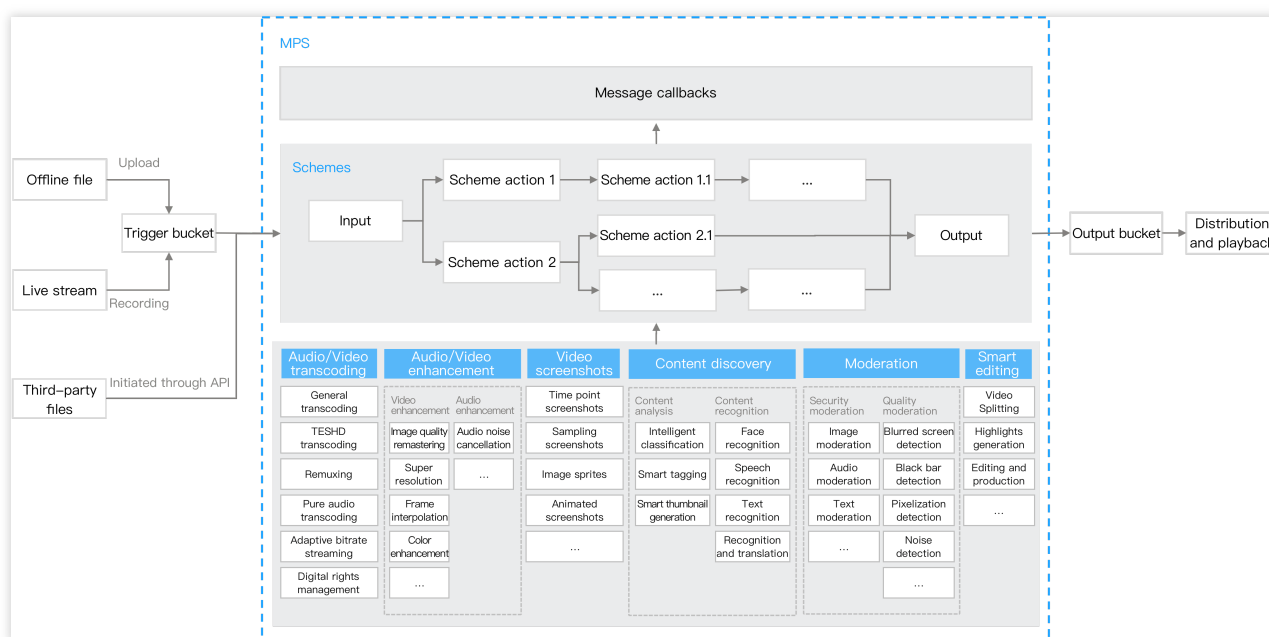 MPS
Message callbacks
Schemes
Offline file
Upload
Trigger bucket
Live stream
Recording
Third-party
files
Initiated through API
Input
Scheme action 1
Scheme action 1.1
...
Scheme action 2
Scheme action 2.1
...
...
Output
Output bucket
Distribution
and playback
Audio/Video
transcoding
General
transcoding
TESHD
transcoding
Remuxing
Pure audio
transcoding
Adaptive bitrate
streaming
Digital rights
management
Audio/Video
enhancement
Video
enhancement
Image quality
remastering
Super
resolution
Frame
interpolation
Color
enhancement
...
Audio
enhancement
Audio noise
cancellation
...
Video
screenshots
Time point
screenshots
Sampling
screenshots
Image sprites
Animated
screenshots
...
Content discovery
Content
analysis
Intelligent
classification
Smart tagging
Smart thumbnail
generation
Content
recognition
Face
recognition
Speech
recognition
Text
recognition
Recognition
and translation
Moderation
Security
moderation
Image
moderation
Audio
moderation
Text
moderation
...
Quality
moderation
Blurred screen
detection
Black bar
detection
Pixelization
detection
Noise
detection
...
Smart
editing
Video
Splitting
Highlights
generation
Editing and
production
...